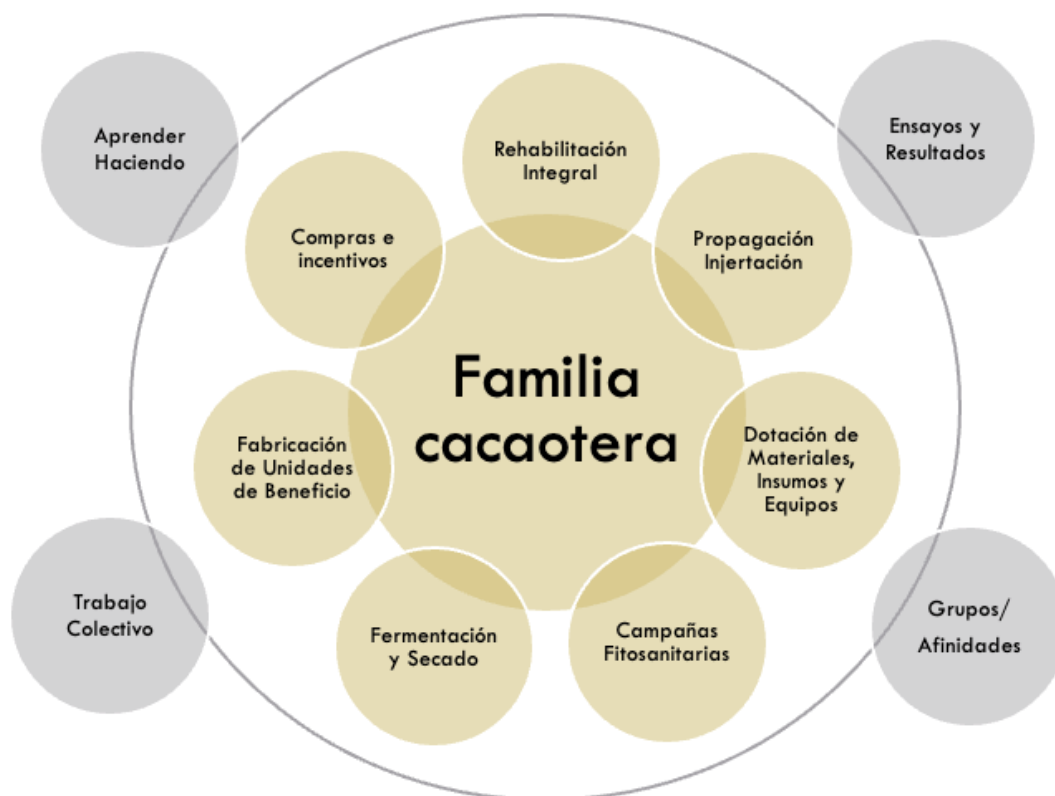 Aprender
Haciendo
Ensayos y
Resultados
Rehabilitación
Integral
Compras e
incentivos
Propagación
Injertación
Familia
cacaotera
Fabricación
de Unidades
de Beneficio
Dotación de
Materiales,
Insumos y
Equipos
Trabajo
Colectivo
Fermentación
y Secado
Campañas
Fitosanitarias
Grupos/
Afinidades